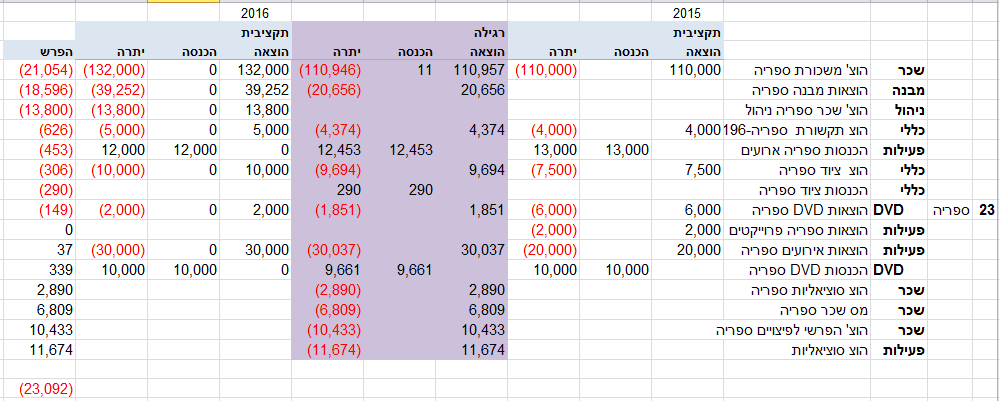 2015 2016
תקציבית רגילה תקציבית
הוצאה הכנסה יתרה הוצאה הכנסה יתרה הוצאה הכנסה יתרה הפרש
שכר הוצ' משכורת ספריה 110,000 (110,000) 110,957 11 (110,946) 132,000 0 (132,000) (21,054)
מבנה הוצאות מבנה ספריה 20,656 (20,656) 39,252 0 (39,252) (18,596)
ניהול הוצ' שכר ספריה ניהול 13,800 0 (13,800) (13,800)
כללי הוצ תקשורת ספריה-196 4,000 (4,000) 4,374 (4,374) 5,000 0 (5,000) (626)
פעילות הכנסות ספריה ארועים 13,000 13,000 12,453 12,453 0 12,000 12,000 (453)
כללי הוצ ציוד ספריה 7,500 (7,500) 9,694 (9,694) 10,000 0 (10,000) (306)
כללי הכנסות ציוד ספריה 290 290 (290)
23 ספריה DVD הוצאות DVD ספריה 6,000 (6,000) 1,851 (1,851) 2,000 0 (2,000) (149)
פעילות הוצאות ספריה פרוייקטים 2,000 (2,000) 0
פעילות הוצאות אירועים ספריה 20,000 (20,000) 30,037 (30,037) 30,000 0 (30,000) 37
DVD הכנסות DVD ספריה 10,000 10,000 9,661 9,661 0 10,000 10,000 339
שכר הוצ סוציאליות ספריה 2,890 (2,890) 2,890
שכר מס שכר ספריה 6,809 (6,809) 6,809
שכר הוצ' הפרשי לפיצויים ספריה 10,433 (10,433) 10,433
פעילות הוצ סוציאליות 11,674 (11,674) 11,674
(23,092)